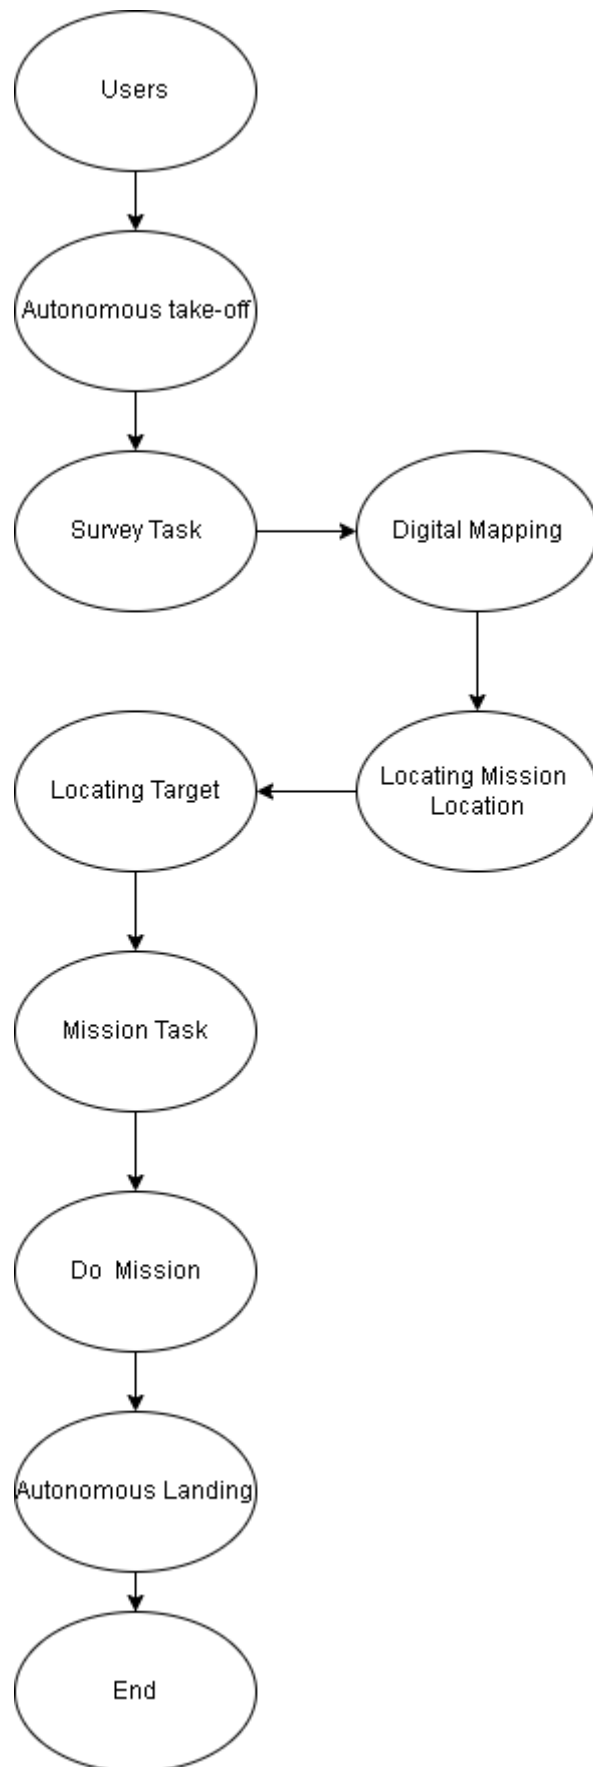 Users
Autonomous take-off
Survey Task
Digital Mapping
Locating Mission
Location
Locating Target
Mission Task
Do  Mission
Autonomous Landing
End